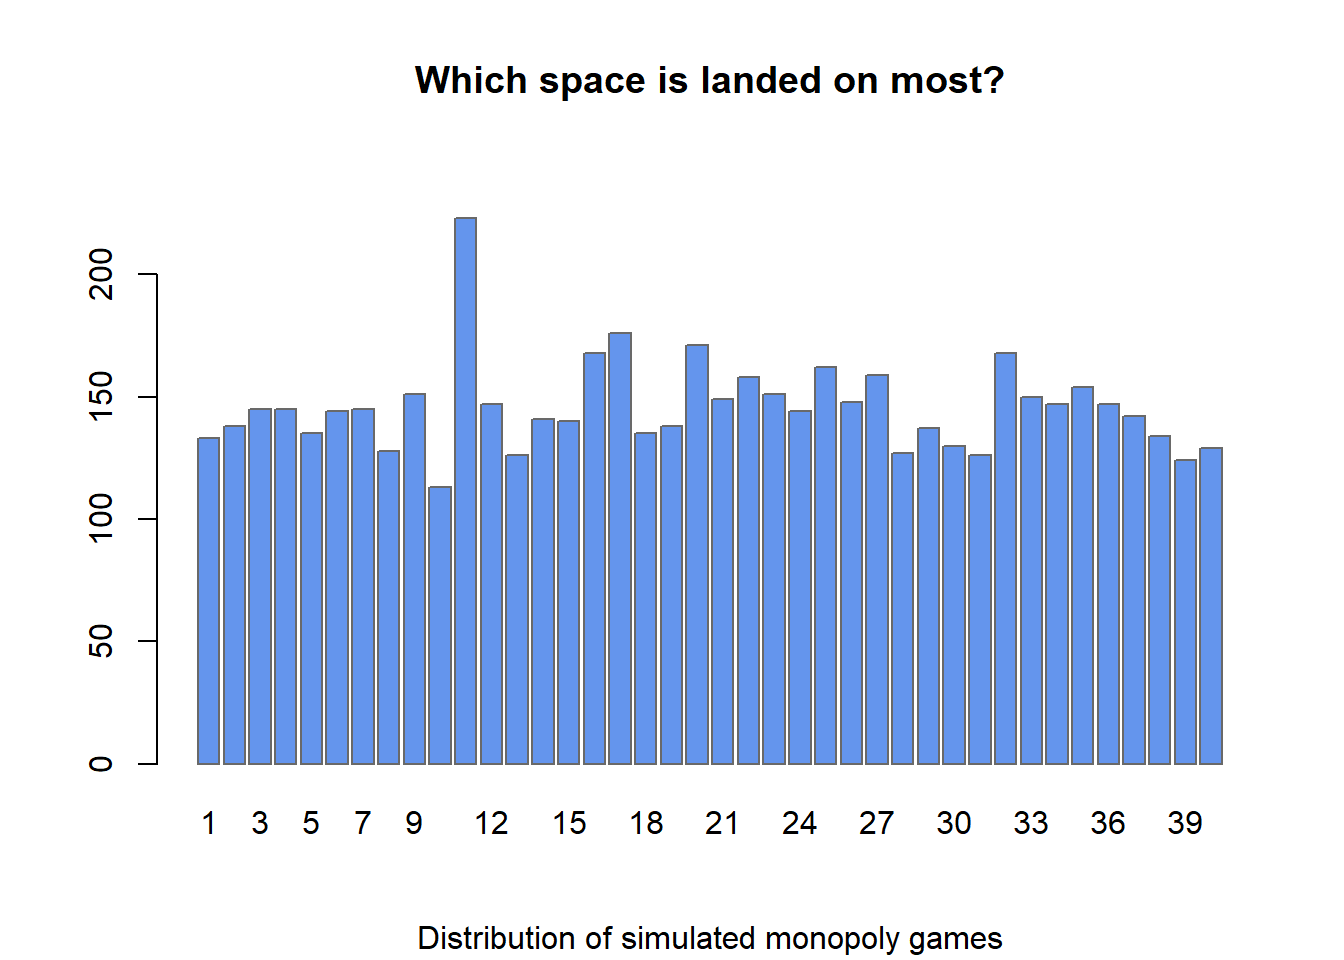 Which space is landed on most?
200
150
100
50
0
1 3 5 7 9 12 15 18 21 24 27 30 33 36 39
Distribution of simulated monopoly games